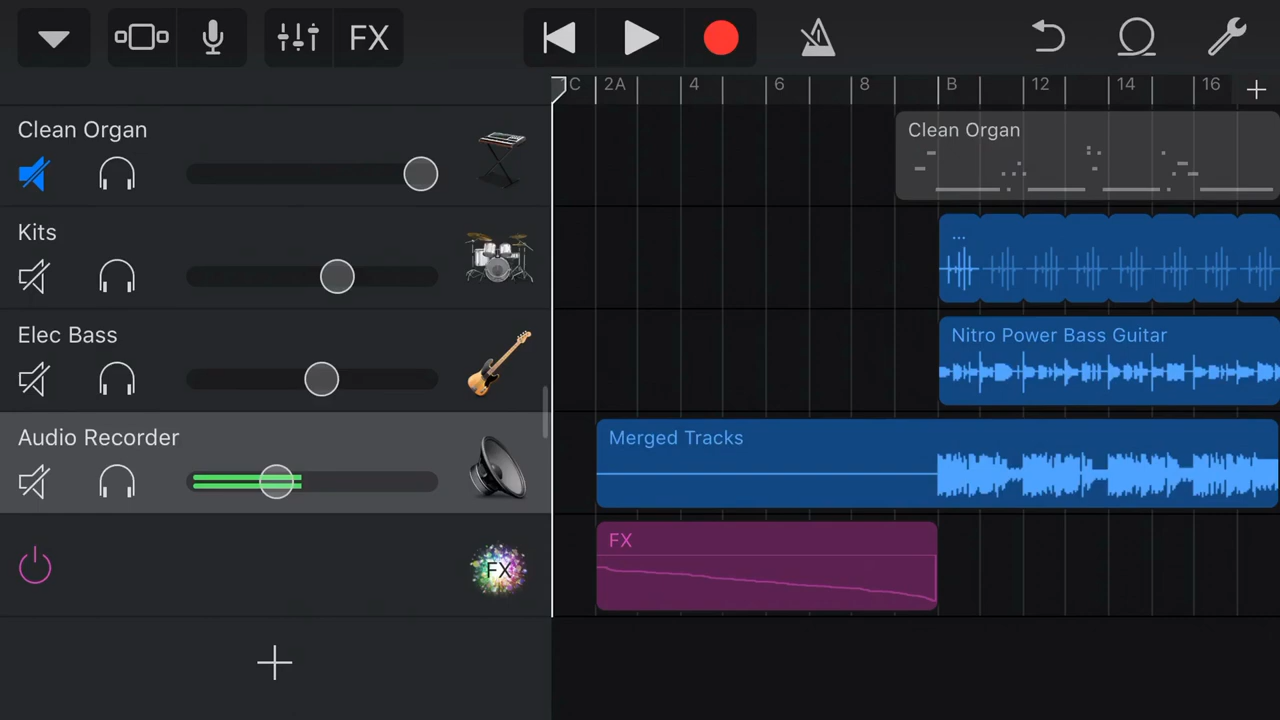 FX
C 2A 4 6 8 B 12 14 16
Clean Organ
Clean Organ
Kits
...
Elec Bass
Nitro Power Bass Guitar
Audio Recorder
Merged Tracks
FX
FX